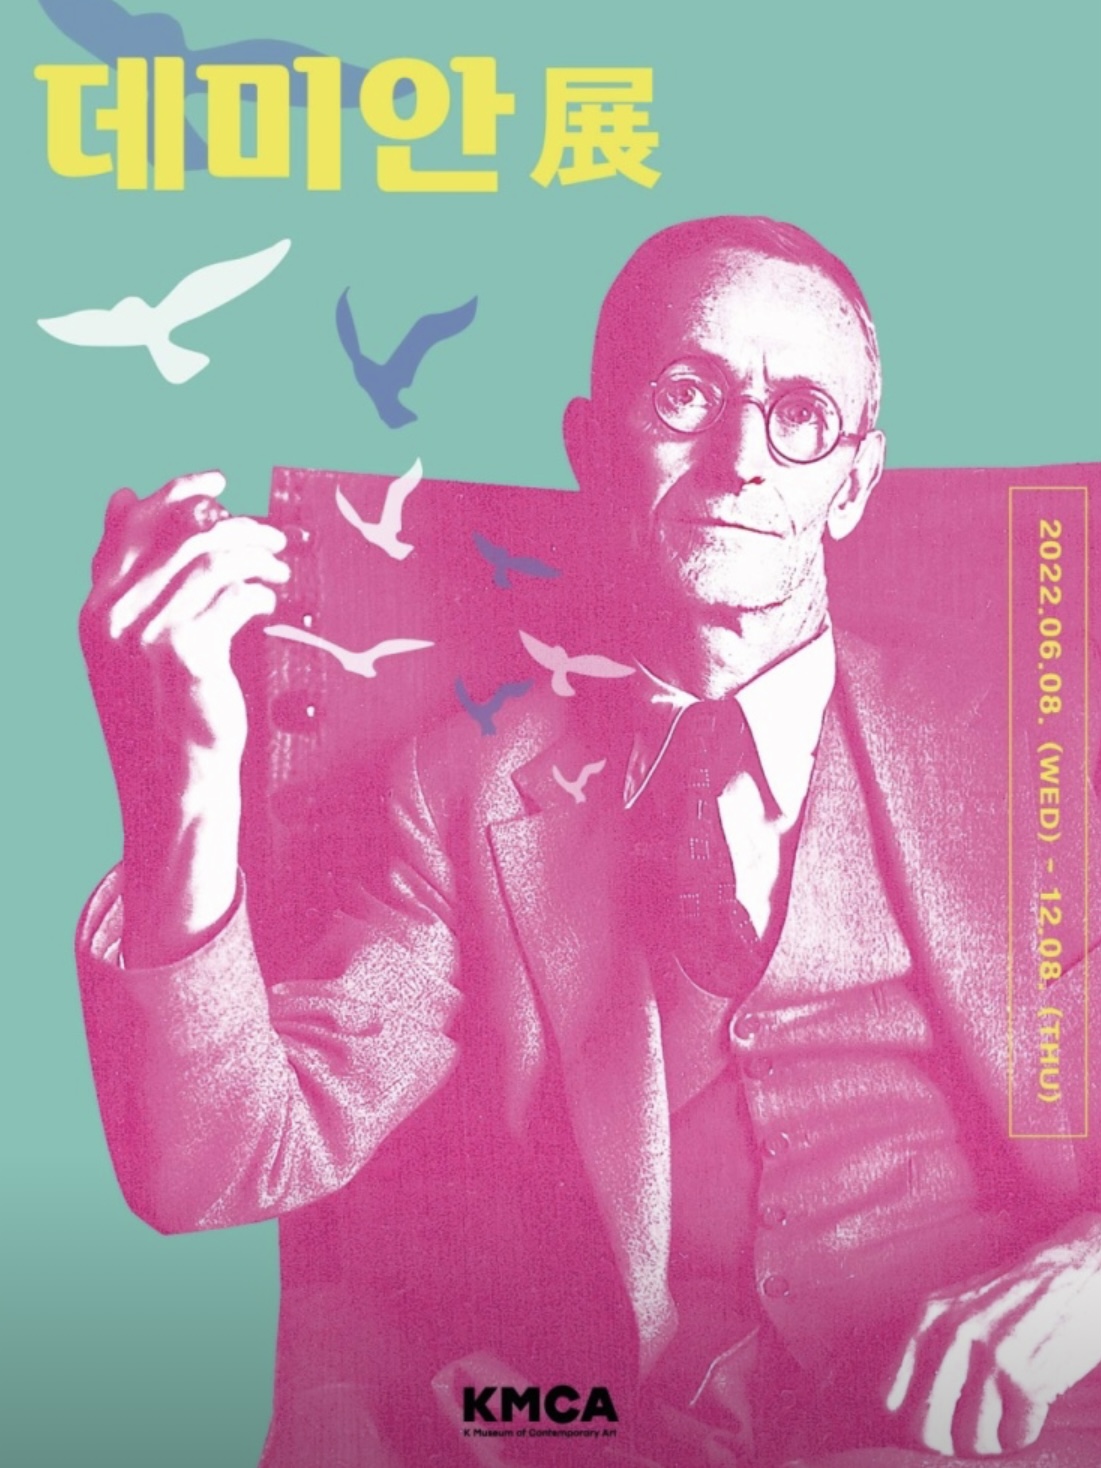 데미안展
2022.06.08. (WED) ~ 12.08. (THU)
KMCA
K Museum of Contemporary Art